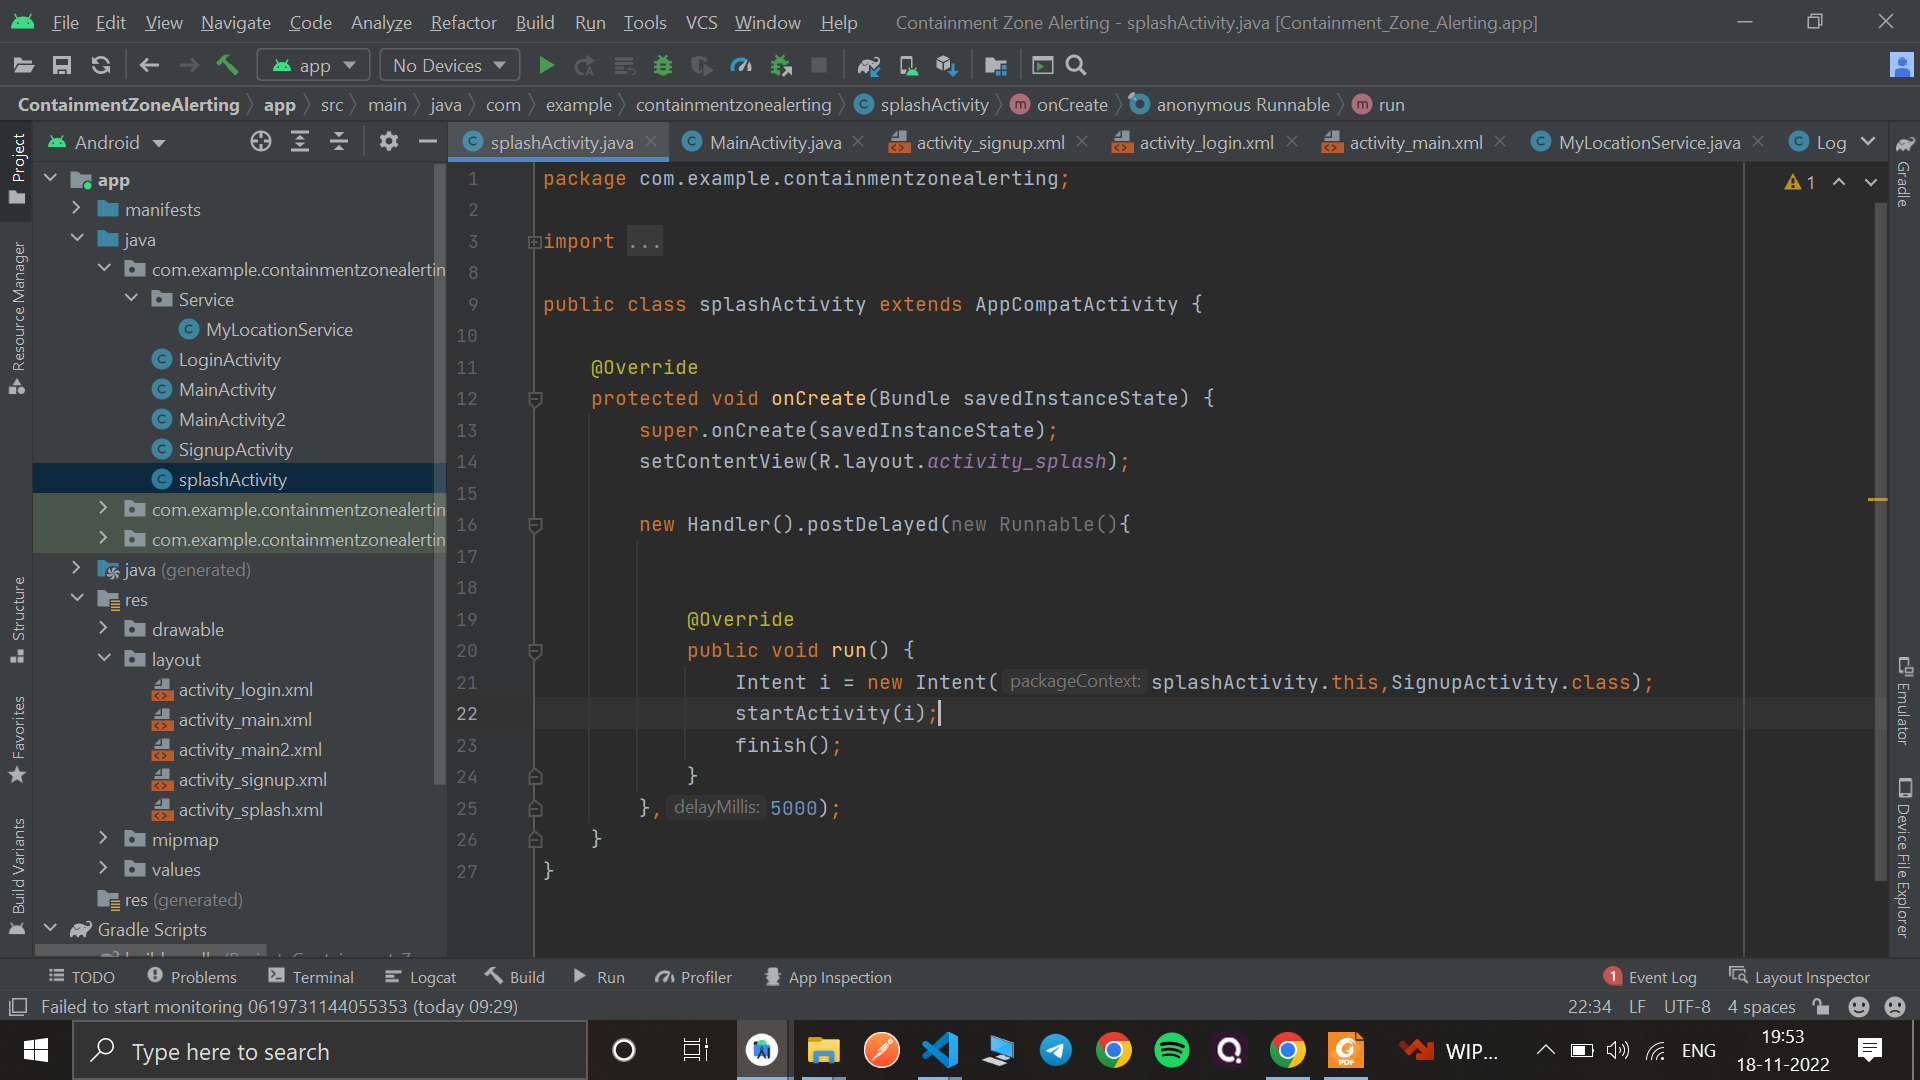 File Edit View Navigate Code Analyze Refactor Build Run Tools VCS Window Help Containment Zone Alerting - splashActivity.java [Containment_Zone_Alerting.app]
app No Devices
ContainmentZoneAlerting app src main java com example containmentzonealerting splashActivity onCreate anonymous Runnable run
Project
Resource Manager
Structure
Favorites
Build Variants
Android
app
manifests
java
com.example.containmentzonealertin
Service
MyLocationService
LoginActivity
MainActivity
MainActivity2
SignupActivity
splashActivity
com.example.containmentzonealertin
com.example.containmentzonealertin
java (generated)
res
drawable
layout
activity_login.xml
activity_main.xml
activity_main2.xml
activity_signup.xml
activity_splash.xml
mipmap
values
res (generated)
Gradle Scripts
splashActivity.java MainActivity.java activity_signup.xml activity_login.xml activity_main.xml MyLocationService.java Log
1
1 package com.example.containmentzonealerting;
2
3 import ...
8
9 public class splashActivity extends AppCompatActivity {
10
11 @Override
12 protected void onCreate(Bundle savedInstanceState) {
13 super.onCreate(savedInstanceState);
14 setContentView(R.layout.activity_splash);
15
16 new Handler().postDelayed(new Runnable(){
17
18
19 @Override
20 public void run() {
21 Intent i = new Intent( packageContext: splashActivity.this,SignupActivity.class);
22 startActivity(i);
23 finish();
24 }
25 }, delayMillis: 5000);
26 }
27 }
Gradle
Emulator
Device File Explorer
TODO Problems Terminal Logcat Build Run Profiler App Inspection 1 Event Log Layout Inspector
Failed to start monitoring 0619731144055353 (today 09:29) 22:34 LF UTF-8 4 spaces
Type here to search WIP... ENG 19:53
18-11-2022